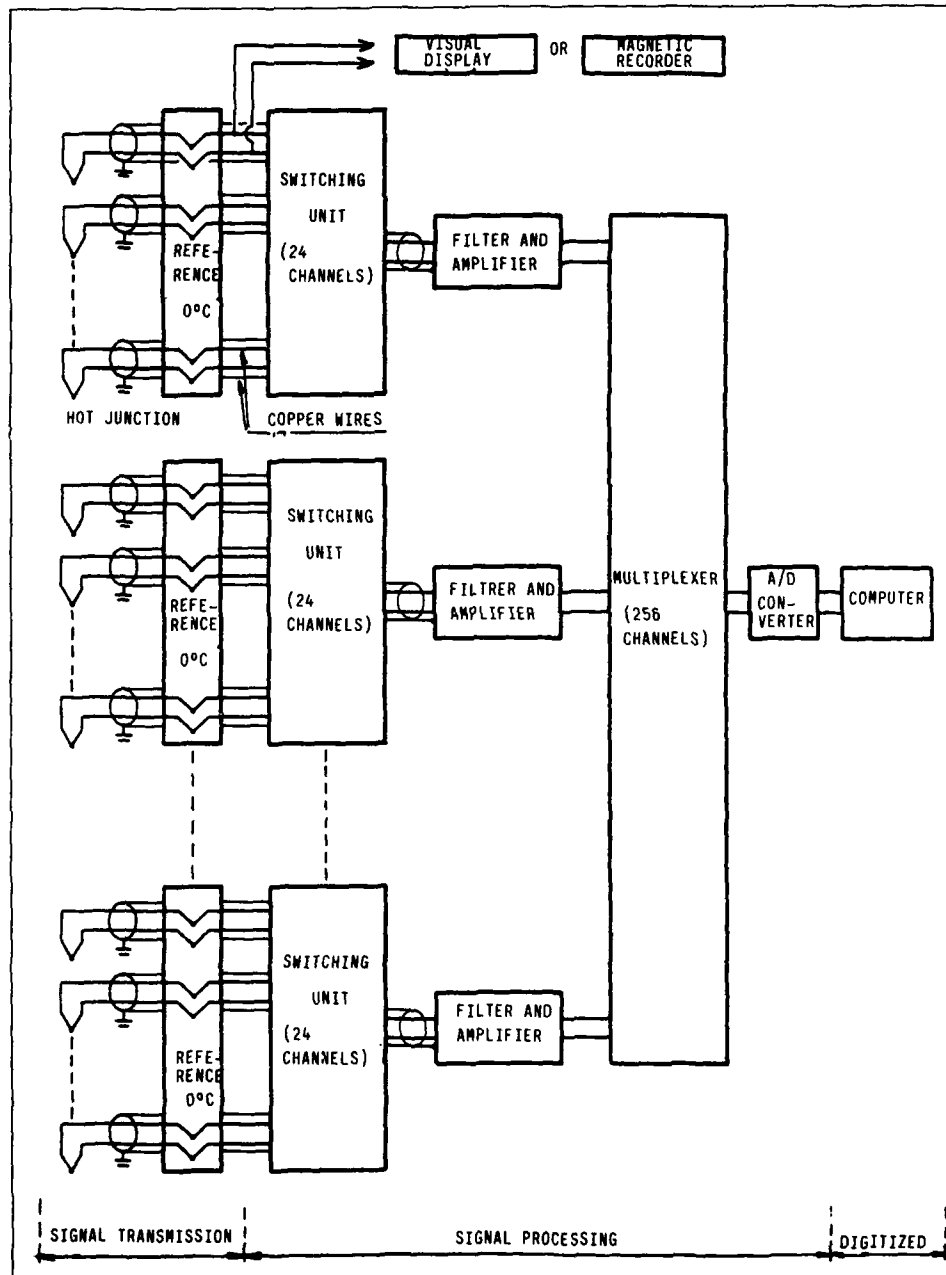 VISUAL
DISPLAY
OR
MAGNETIC
RECORDER
SWITCHING
UNIT
(24
CHANNELS)
REFE-
RENCE
0°C
FILTER AND
AMPLIFIER
HOT JUNCTION
COPPER WIRES
SWITCHING
UNIT
(24
CHANNELS)
REFE-
RENCE
0°C
FILTRER AND
AMPLIFIER
MULTIPLEXER
(256
CHANNELS)
A/D
CON-
VERTER
COMPUTER
SWITCHING
UNIT
(24
CHANNELS)
REFE-
RENCE
0°C
FILTER AND
AMPLIFIER
SIGNAL TRANSMISSION
SIGNAL PROCESSING
DIGITIZED